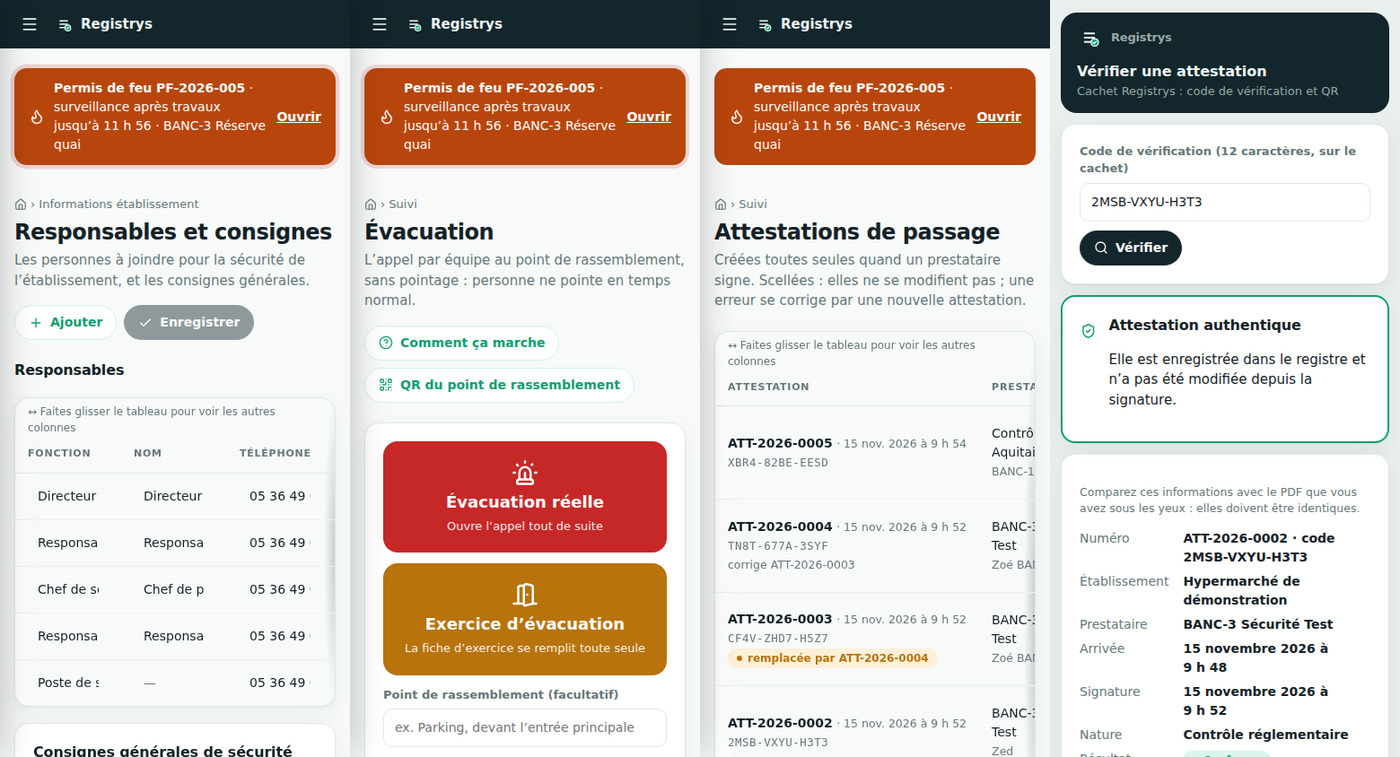 Registrys
Permis de feu PF-2026-005 ·
surveillance après travaux
jusqu’à 11 h 56 · BANC-3 Réserve
quai
Ouvrir
› Informations établissement
Responsables et consignes
Les personnes à joindre pour la sécurité de
l’établissement, et les consignes générales.
Ajouter
Enregistrer
Responsables
↔ Faites glisser le tableau pour voir les autres
colonnes
FONCTION NOM TÉLÉPHONE
Directeur Directeur 05 36 49
Responsa Responsa 05 36 49
Chef de s Chef de p 05 36 49
Responsa Responsa 05 36 49
Poste de s — 05 36 49
Consignes générales de sécurité
Registrys
Permis de feu PF-2026-005 ·
surveillance après travaux
jusqu’à 11 h 56 · BANC-3 Réserve
quai
Ouvrir
› Suivi
Évacuation
L’appel par équipe au point de rassemblement,
sans pointage : personne ne pointe en temps
normal.
Comment ça marche
QR du point de rassemblement
Évacuation réelle
Ouvre l’appel tout de suite
Exercice d’évacuation
La fiche d’exercice se remplit toute seule
Point de rassemblement (facultatif)
ex. Parking, devant l’entrée principale
Registrys
Permis de feu PF-2026-005 ·
surveillance après travaux
jusqu’à 11 h 56 · BANC-3 Réserve
quai
Ouvrir
› Suivi
Attestations de passage
Créées toutes seules quand un prestataire
signe. Scellées : elles ne se modifient pas ; une
erreur se corrige par une nouvelle attestation.
↔ Faites glisser le tableau pour voir les autres
colonnes
ATTESTATION PRESTA
ATT-2026-0005 · 15 nov. 2026 à 9 h 54
XBR4-82BE-EESD
Contrô
Aquitai
BANC-1
ATT-2026-0004 · 15 nov. 2026 à 9 h 52
TN8T-677A-3SYF
corrige ATT-2026-0003
BANC-3
Test
Zoé BAN
ATT-2026-0003 · 15 nov. 2026 à 9 h 52
CF4V-ZHD7-H5Z7
remplacée par ATT-2026-0004
BANC-3
Test
Zoé BAN
ATT-2026-0002 · 15 nov. 2026 à 9 h 52
2MSB-VXYU-H3T3
BANC-3
Test
Zed
Registrys
Vérifier une attestation
Cachet Registrys : code de vérification et QR
Code de vérification (12 caractères, sur le
cachet)
2MSB-VXYU-H3T3
Vérifier
Attestation authentique
Elle est enregistrée dans le registre et
n’a pas été modifiée depuis la
signature.
Comparez ces informations avec le PDF que vous
avez sous les yeux : elles doivent être identiques.
Numéro ATT-2026-0002 · code
2MSB-VXYU-H3T3
Établissement Hypermarché de
démonstration
Prestataire BANC-3 Sécurité Test
Arrivée 15 novembre 2026 à
9 h 48
Signature 15 novembre 2026 à
9 h 52
Nature Contrôle réglementaire